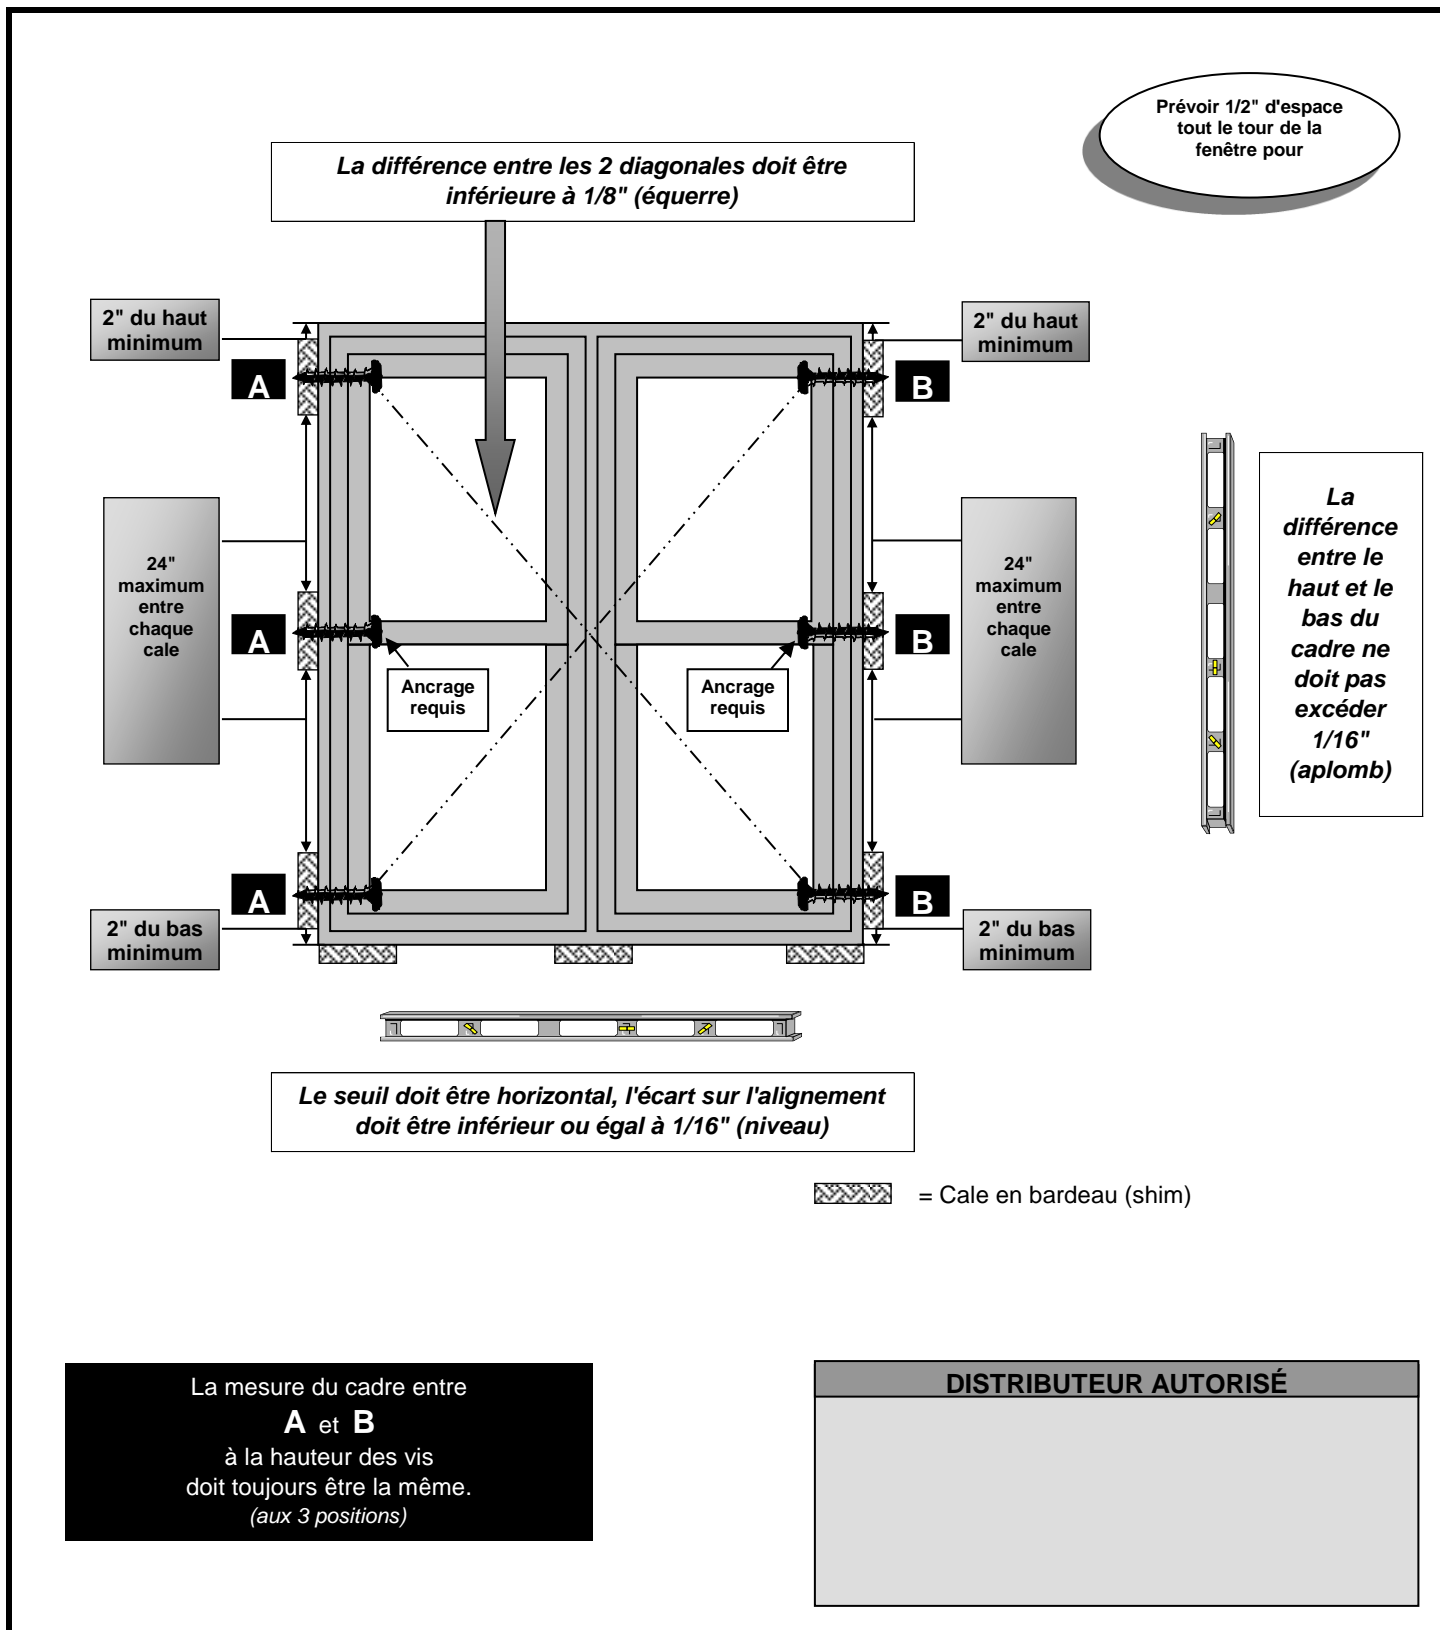 Prévoir 1/2" d'espace
tout le tour de la
fenêtre pour
La différence entre les 2 diagonales doit être
inférieure à 1/8" (équerre)
2" du haut
minimum
2" du haut
minimum
A
B
24"
maximum
entre
chaque
cale
24"
maximum
entre
chaque
cale
La
différence
entre le
haut et le
bas du
cadre ne
doit pas
excéder
1/16"
(aplomb)
A
B
Ancrage
requis
Ancrage
requis
A
B
2" du bas
minimum
2" du bas
minimum
Le seuil doit être horizontal, l'écart sur l'alignement
doit être inférieur ou égal à 1/16" (niveau)
= Cale en bardeau (shim)
La mesure du cadre entre
A et B
à la hauteur des vis
doit toujours être la même.
(aux 3 positions)
DISTRIBUTEUR AUTORISÉ